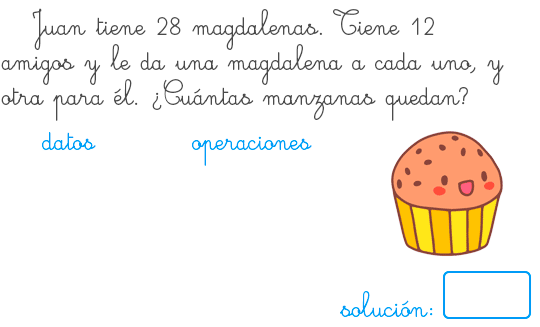 Juan tiene 28 magdalenas. Tiene 12
amigos y le da una magdalena a cada uno, y
otra para él. ¿Cuántas manzanas quedan?
datos operaciones
solución: